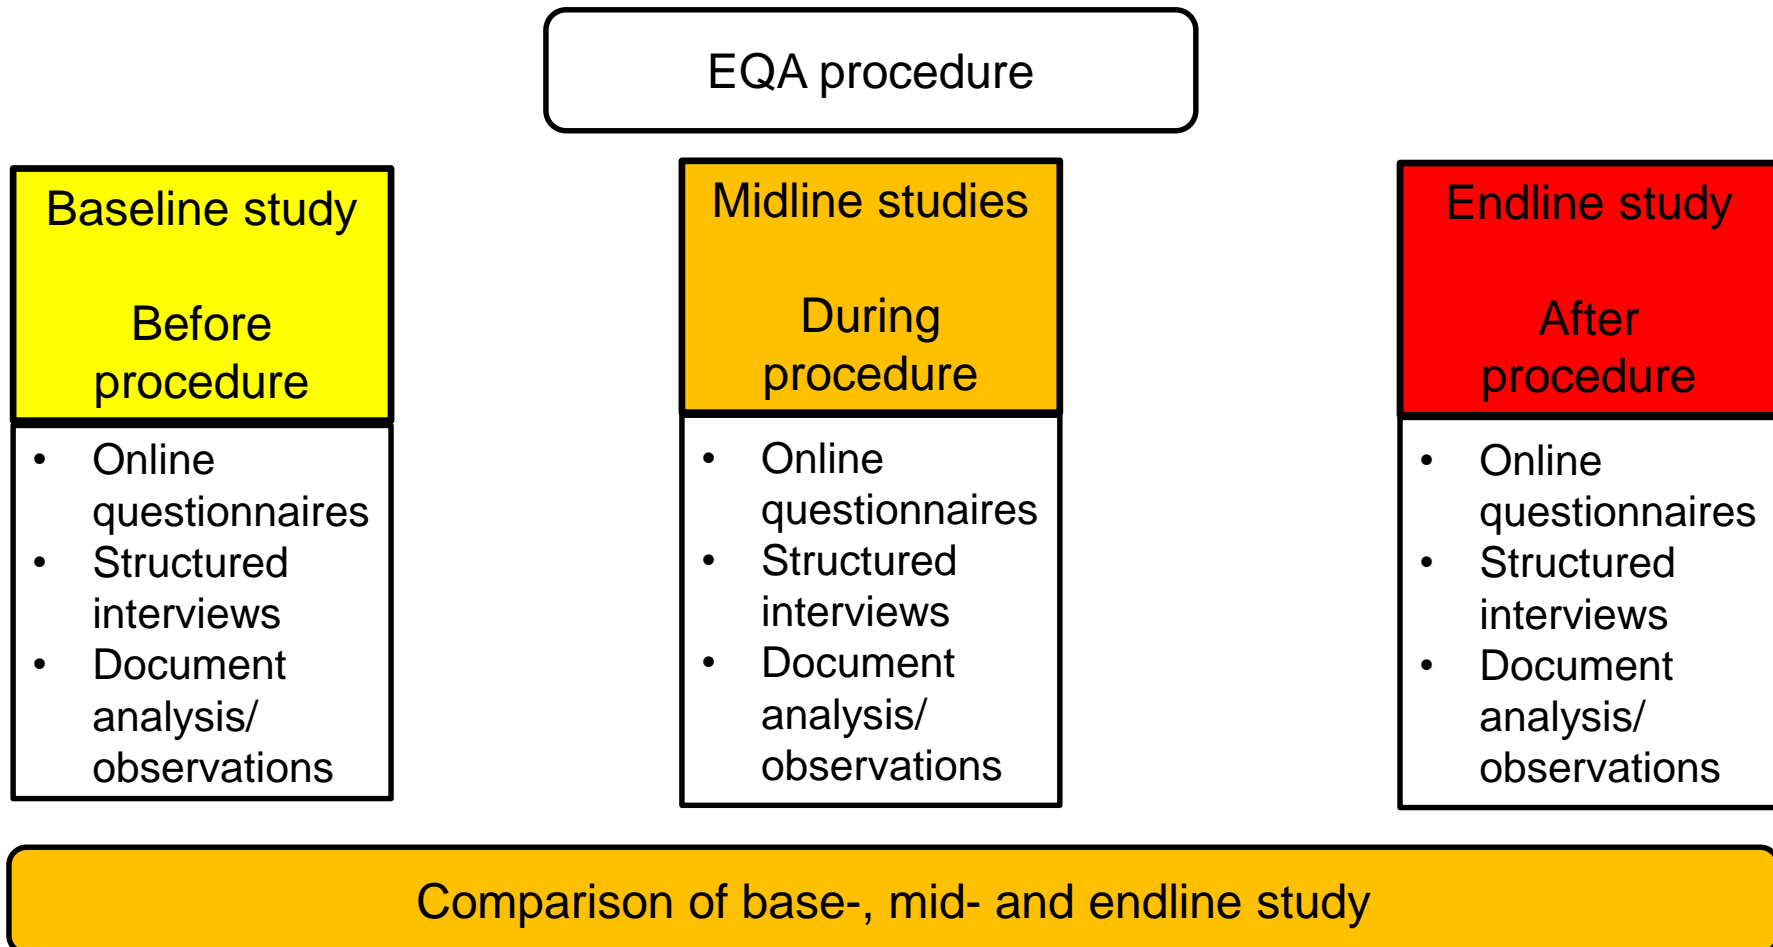 EQA procedure
Baseline study
Before
procedure
• Online
questionnaires
• Structured
interviews
• Document
analysis/
observations
Midline studies
During
procedure
• Online
questionnaires
• Structured
interviews
• Document
analysis/
observations
Endline study
After
procedure
• Online
questionnaires
• Structured
interviews
• Document
analysis/
observations
Comparison of base-, mid- and endline study